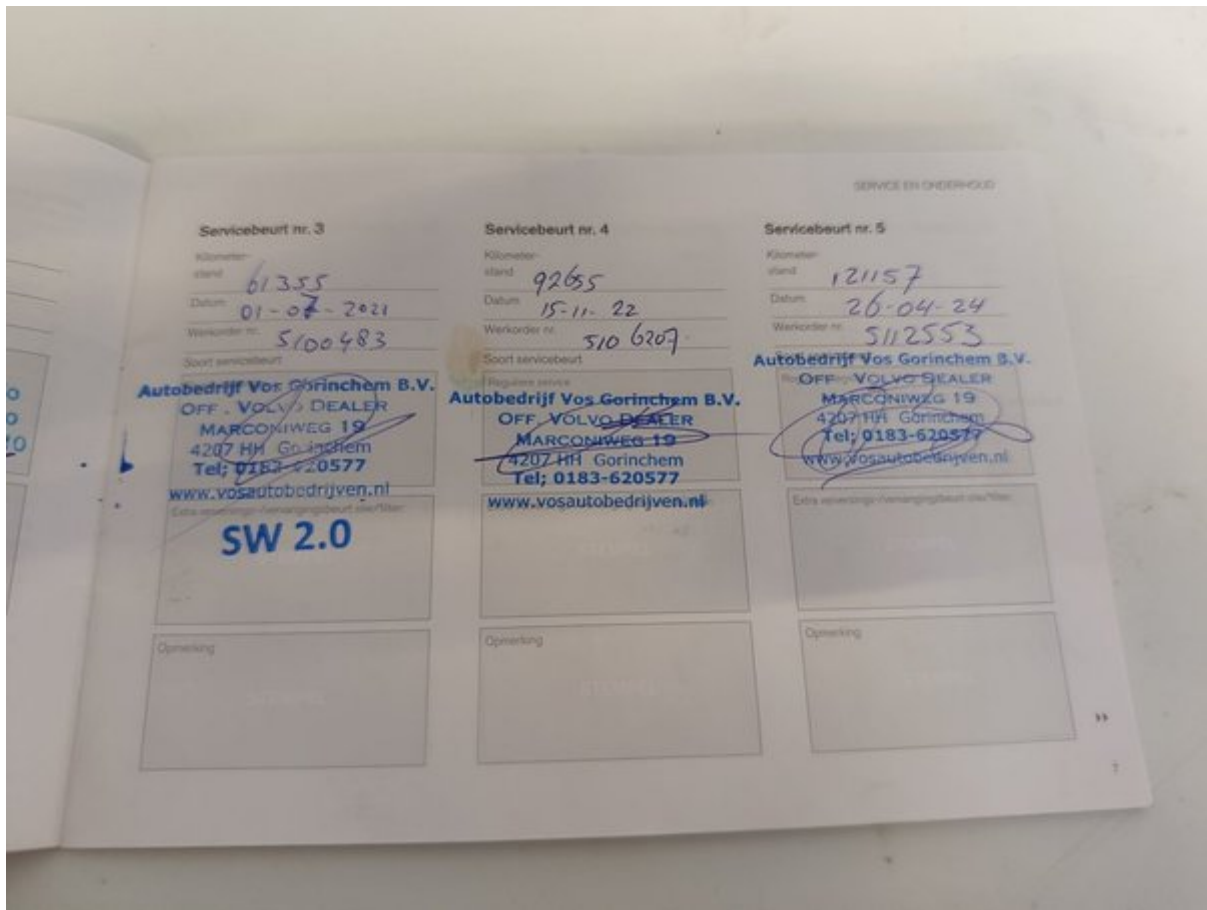 SERVICE EN ONDERHOUD
Servicebeurt nr. 3
Kilometer-
stand 61355
Datum 01-07-2021
Werkorder nr. 5100483
Soort servicebeurt
Autobedrijf Vos Gorinchem B.V.
OFF. VOLVO DEALER
MARCONIWEG 19
4207 HH Gorinchem
Tel; 0183-620577
www.vosautobedrijven.nl
SW 2.0
Opmerking
Servicebeurt nr. 4
Kilometer-
stand 92655
Datum 15-11-22
Werkorder nr. 5106207
Soort servicebeurt
Reguliere service
Autobedrijf Vos Gorinchem B.V.
OFF. VOLVO DEALER
MARCONIWEG 19
4207 HH Gorinchem
Tel; 0183-620577
www.vosautobedrijven.nl
Opmerking
STEMPEL
Servicebeurt nr. 5
Kilometer-
stand 121157
Datum 26-04-24
Werkorder nr. 5112553
Autobedrijf Vos Gorinchem B.V.
OFF. VOLVO DEALER
MARCONIWEG 19
4207 HH Gorinchem
Tel; 0183-620577
www.vosautobedrijven.nl
Opmerking
7